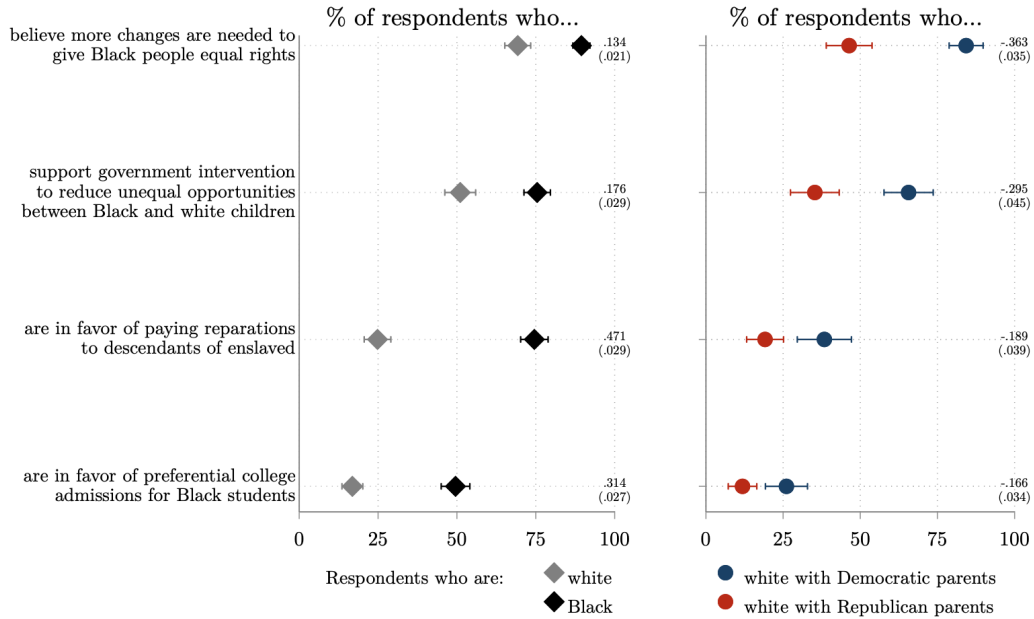 % of respondents who...
believe more changes are needed to
give Black people equal rights
.134
(.021)
support government intervention
to reduce unequal opportunities
between Black and white children
.176
(.029)
are in favor of paying reparations
to descendants of enslaved
.471
(.029)
are in favor of preferential college
admissions for Black students
.314
(.027)
0 25 50 75 100
Respondents who are:
white
Black
% of respondents who...
-.363
(.035)
-.295
(.045)
-.189
(.039)
-.166
(.034)
0 25 50 75 100
white with Democratic parents
white with Republican parents